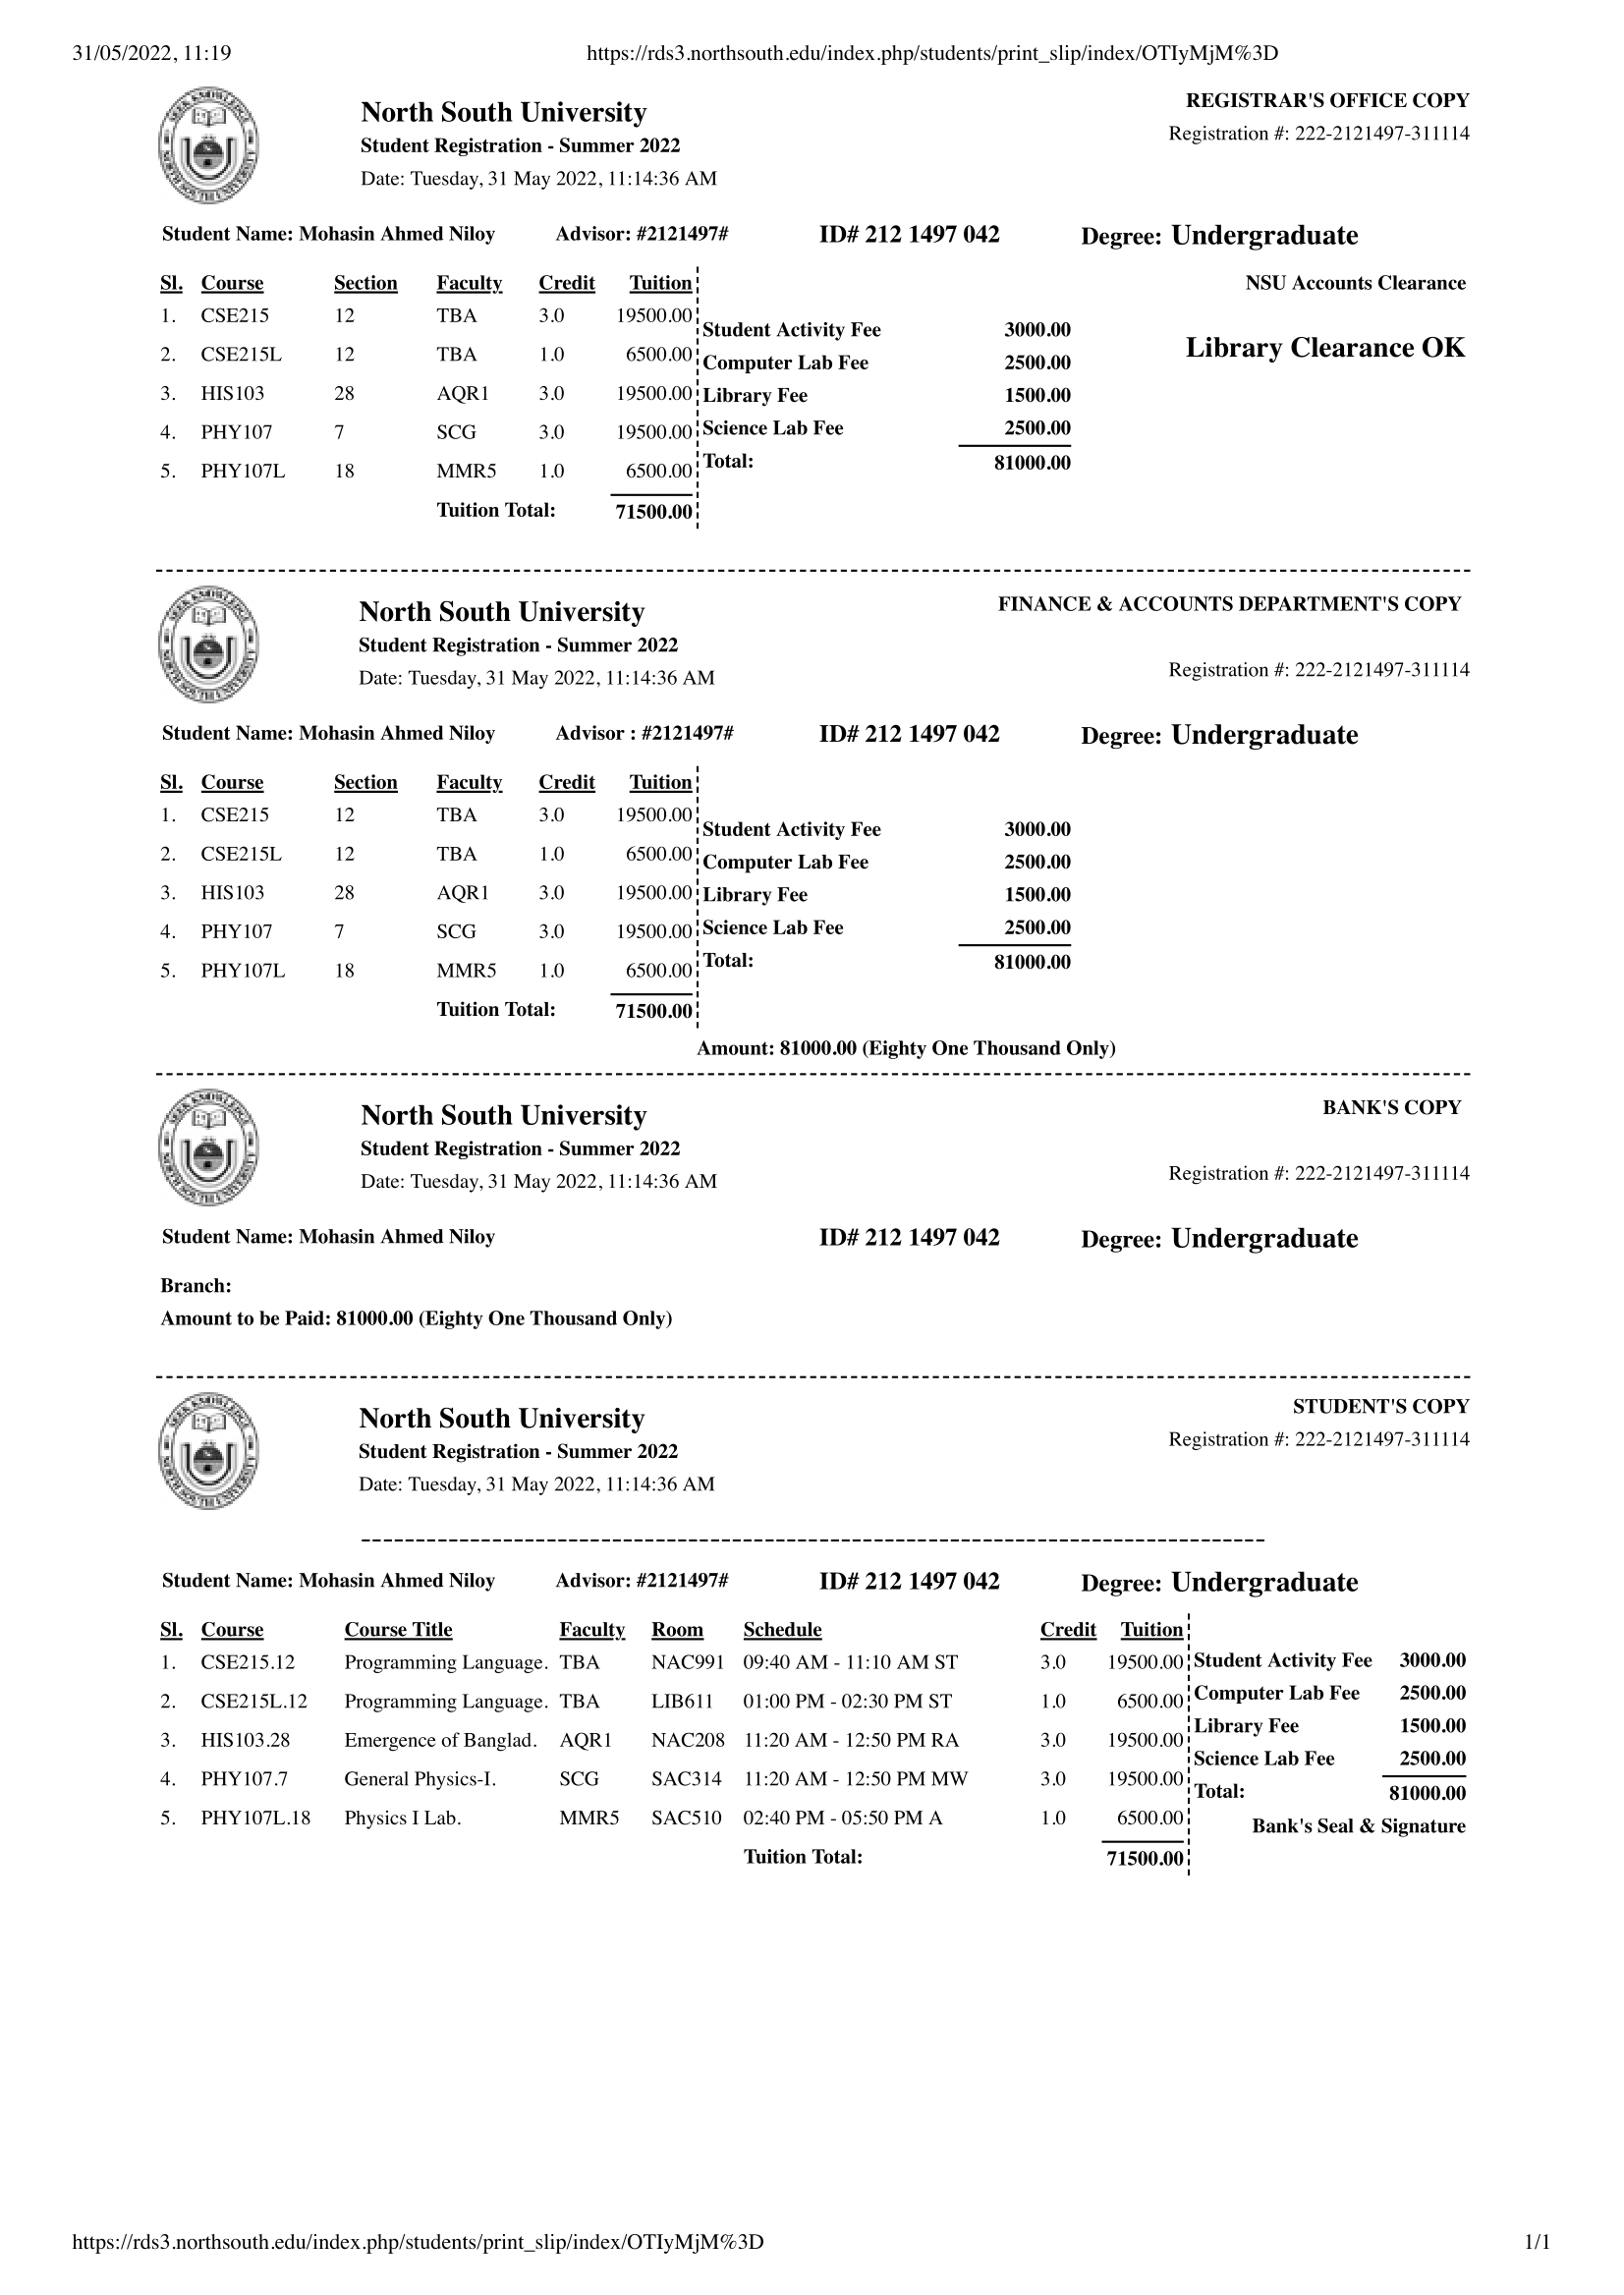 31/05/2022, 11:19 https://rds3.northsouth.edu/index.php/students/print_slip/index/OTIyMjM%3D
North South University REGISTRAR'S OFFICE COPY
Student Registration - Summer 2022 Registration #: 222-2121497-311114
Date: Tuesday, 31 May 2022, 11:14:36 AM
Student Name: Mohasin Ahmed Niloy Advisor: #2121497# ID# 212 1497 042 Degree: Undergraduate
Sl. Course Section Faculty Credit Tuition NSU Accounts Clearance
1. CSE215 12 TBA 3.0 19500.00 Student Activity Fee 3000.00
Library Clearance OK
2. CSE215L 12 TBA 1.0 6500.00 Computer Lab Fee 2500.00
3. HIS103 28 AQR1 3.0 19500.00 Library Fee 1500.00
4. PHY107 7 SCG 3.0 19500.00 Science Lab Fee 2500.00
5. PHY107L 18 MMR5 1.0 6500.00 Total: 81000.00
Tuition Total: 71500.00
North South University FINANCE & ACCOUNTS DEPARTMENT'S COPY
Student Registration - Summer 2022
Date: Tuesday, 31 May 2022, 11:14:36 AM Registration #: 222-2121497-311114
Student Name: Mohasin Ahmed Niloy Advisor : #2121497# ID# 212 1497 042 Degree: Undergraduate
Sl. Course Section Faculty Credit Tuition
1. CSE215 12 TBA 3.0 19500.00 Student Activity Fee 3000.00
2. CSE215L 12 TBA 1.0 6500.00 Computer Lab Fee 2500.00
3. HIS103 28 AQR1 3.0 19500.00 Library Fee 1500.00
4. PHY107 7 SCG 3.0 19500.00 Science Lab Fee 2500.00
5. PHY107L 18 MMR5 1.0 6500.00 Total: 81000.00
Tuition Total: 71500.00
Amount: 81000.00 (Eighty One Thousand Only)
North South University BANK'S COPY
Student Registration - Summer 2022
Date: Tuesday, 31 May 2022, 11:14:36 AM Registration #: 222-2121497-311114
Student Name: Mohasin Ahmed Niloy ID# 212 1497 042 Degree: Undergraduate
Branch:
Amount to be Paid: 81000.00 (Eighty One Thousand Only)
North South University STUDENT'S COPY
Student Registration - Summer 2022 Registration #: 222-2121497-311114
Date: Tuesday, 31 May 2022, 11:14:36 AM
Student Name: Mohasin Ahmed Niloy Advisor: #2121497# ID# 212 1497 042 Degree: Undergraduate
Sl. Course Course Title Faculty Room Schedule Credit Tuition
1. CSE215.12 Programming Language. TBA NAC991 09:40 AM - 11:10 AM ST 3.0 19500.00 Student Activity Fee 3000.00
2. CSE215L.12 Programming Language. TBA LIB611 01:00 PM - 02:30 PM ST 1.0 6500.00 Computer Lab Fee 2500.00
3. HIS103.28 Emergence of Banglad. AQR1 NAC208 11:20 AM - 12:50 PM RA 3.0 19500.00 Library Fee 1500.00
Science Lab Fee 2500.00
4. PHY107.7 General Physics-I. SCG SAC314 11:20 AM - 12:50 PM MW 3.0 19500.00 Total: 81000.00
5. PHY107L.18 Physics I Lab. MMR5 SAC510 02:40 PM - 05:50 PM A 1.0 6500.00 Bank's Seal & Signature
Tuition Total: 71500.00
https://rds3.northsouth.edu/index.php/students/print_slip/index/OTIyMjM%3D 1/1